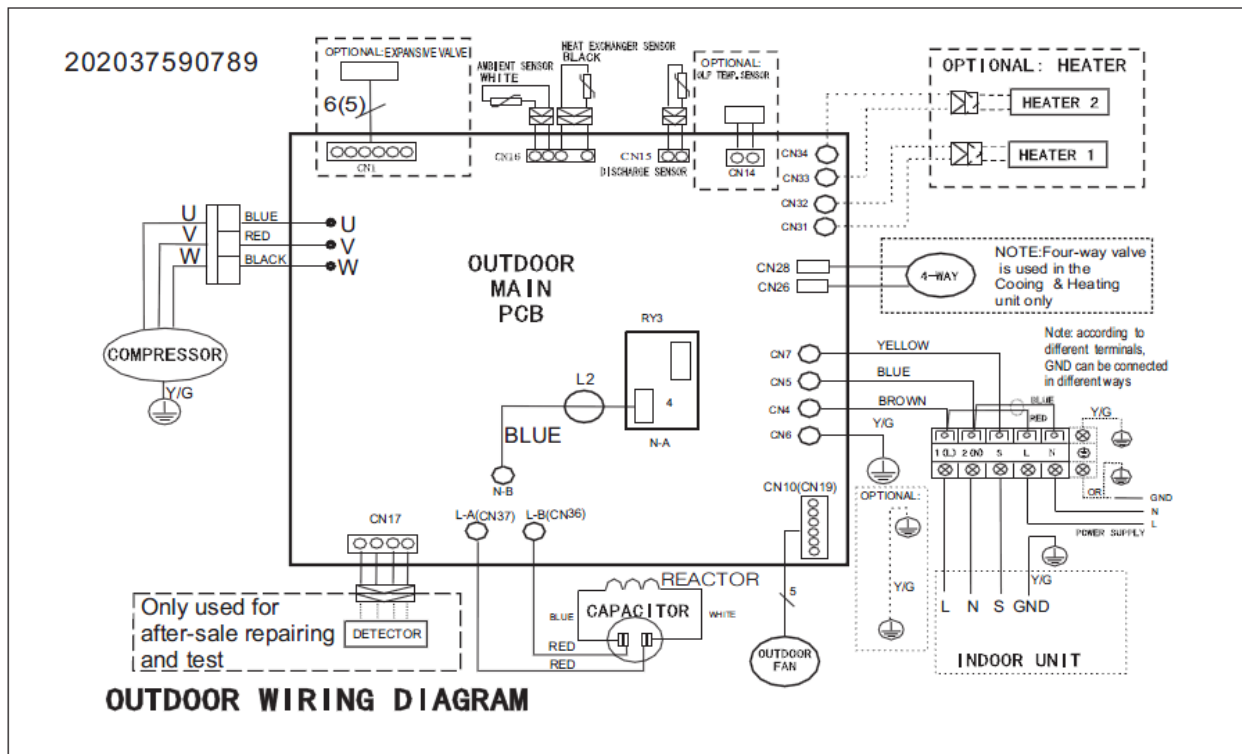 202037590789
OPTIONAL:EXPANSIVE VALVE
6(5)
CN1
AMBIENT SENSOR
WHITE
HEAT EXCHANGER SENSOR
BLACK
CN16
CN15
DISCHARGE SENSOR
OPTIONAL:
OLP TEMP.SENSOR
CN14
OPTIONAL: HEATER
HEATER 2
HEATER 1
CN34
CN33
CN32
CN31
U
V
W
BLUE
RED
BLACK
U
V
W
COMPRESSOR
Y/G
OUTDOOR
MAIN
PCB
CN28
CN26
4-WAY
NOTE:Four-way valve
is used in the
Cooing & Heating
unit only
Note: according to
different terminals,
GND can be connected
in different ways
RY3
4
N-A
L2
BLUE
N-B
CN7
CN5
CN4
CN6
YELLOW
BLUE
BROWN
Y/G
BLUE
RED
Y/G
1(L) 2(N) S L N
OR
GND
N
L
POWER SUPPLY
CN10(CN19)
OPTIONAL:
Y/G
Y/G
L N S GND
INDOOR UNIT
L-A(CN37)
L-B(CN36)
CN17
Only used for
after-sale repairing
and test
DETECTOR
REACTOR
BLUE
CAPACITOR
WHITE
RED
RED
5
OUTDOOR
FAN
OUTDOOR WIRING DIAGRAM